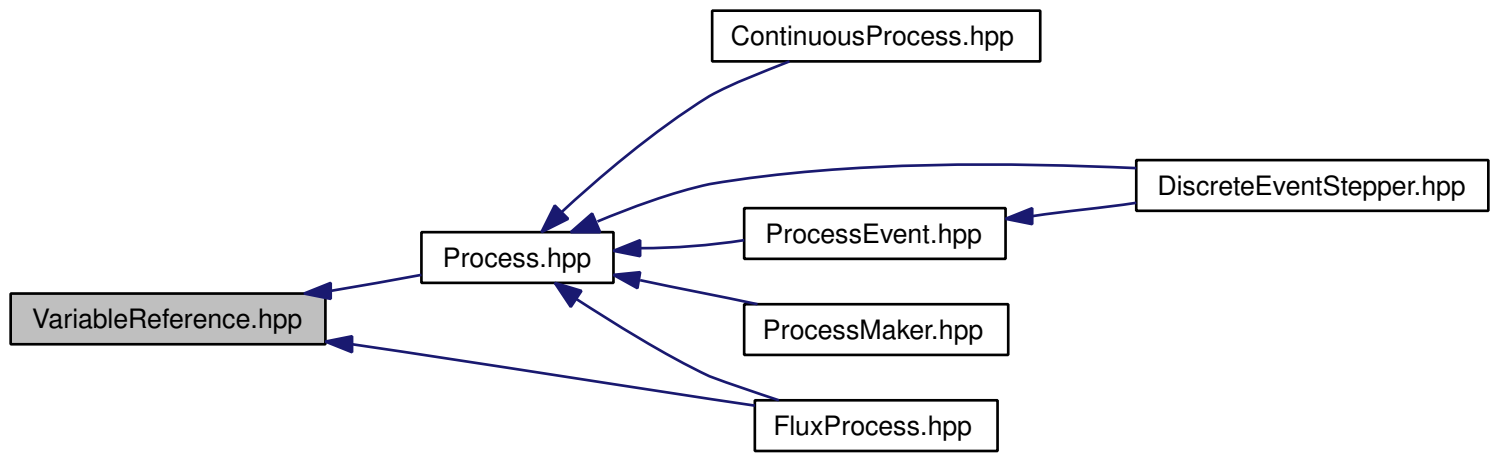 ContinuousProcess.hpp
DiscreteEventStepper.hpp
ProcessEvent.hpp
Process.hpp
VariableReference.hpp
ProcessMaker.hpp
FluxProcess.hpp